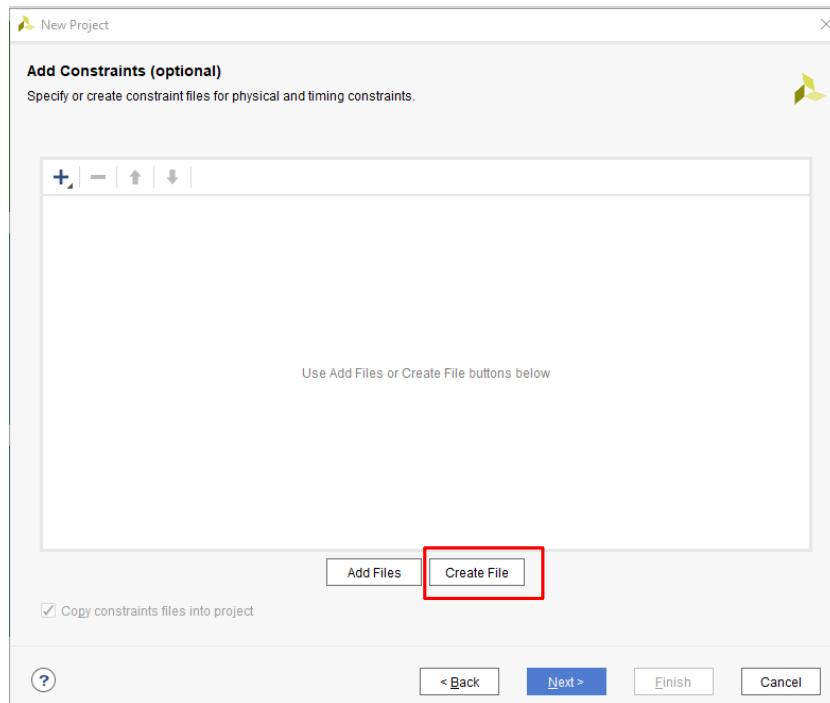 New Project
Add Constraints (optional)
Specify or create constraint files for physical and timing constraints.
Use Add Files or Create File buttons below
Add Files
Create File
Copy constraints files into project
?
< Back
Next >
Finish
Cancel